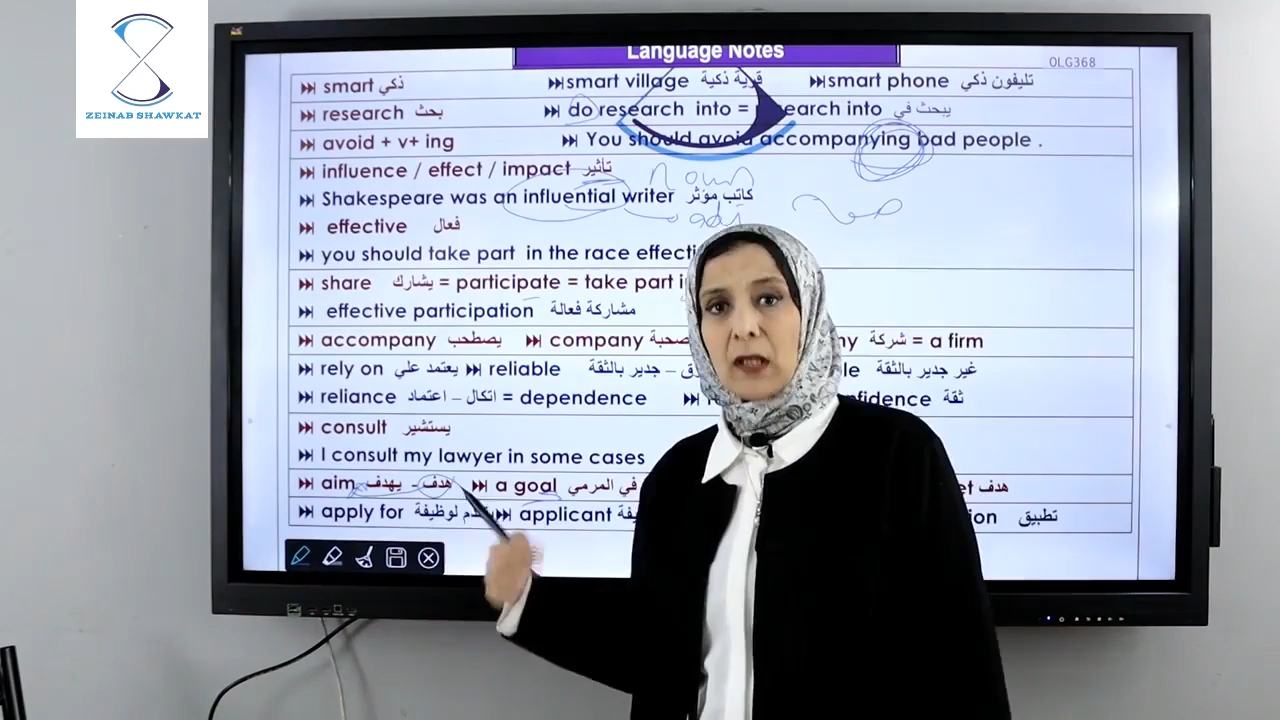 ZEINAB SHAWKAT
Language Notes
OLG368
smart ذكي smart village قرية ذكية smart phone تليفون ذكي
research بحث do research into = research into يبحث في
avoid + v+ ing You should avoid accompanying bad people .
influence / effect / impact تأثير
noun
Shakespeare was an influential writer كاتب مؤثر
adj
effective فعال
you should take part in the race
share يشارك = participate = take part
effective participation مشاركة فعالة
accompany يصطحب company شركة = a firm
rely on يعتمد علي reliable جدير بالثقة غير جدير بالثقة
reliance اتكال – اعتماد = dependence ثقة
consult يستشير
I consult my lawyer in some cases
aim هدف - يهدف a goal في المرمي هدف
apply for لوظيفة applicant تطبيق